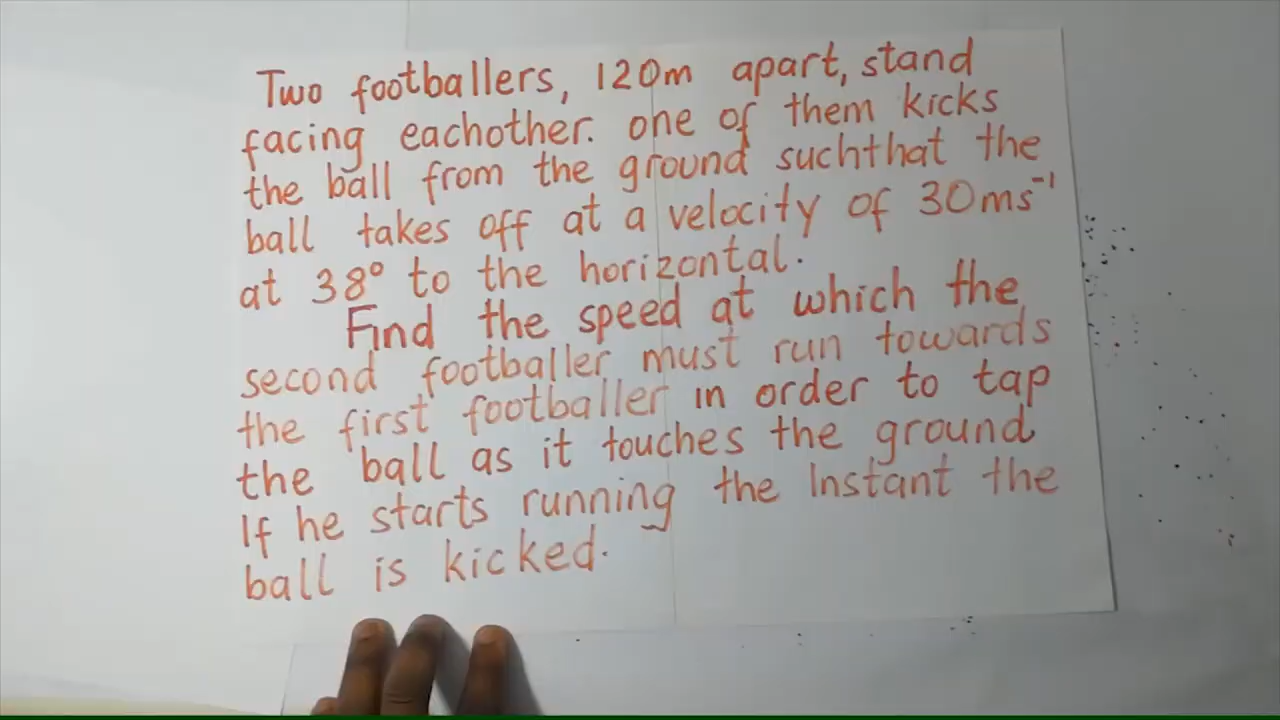 Two footballers, 120m apart, stand
facing eachother. one of them kicks
the ball from the ground suchthat the
ball takes off at a velocity of 30ms⁻¹
at 38° to the horizontal.
Find the speed at which the
second footballer must run towards
the first footballer in order to tap
the ball as it touches the ground
If he starts running the Instant the
ball is kicked.